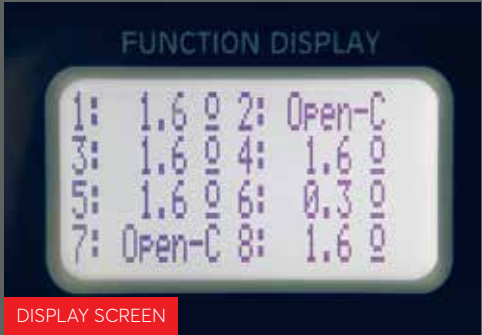 FUNCTION DISPLAY
1: 1.6 º 2: Open-C
3: 1.6 º 4: 1.6 º
5: 1.6 º 6: 0.3 º
7: Open-C 8: 1.6 º
DISPLAY SCREEN